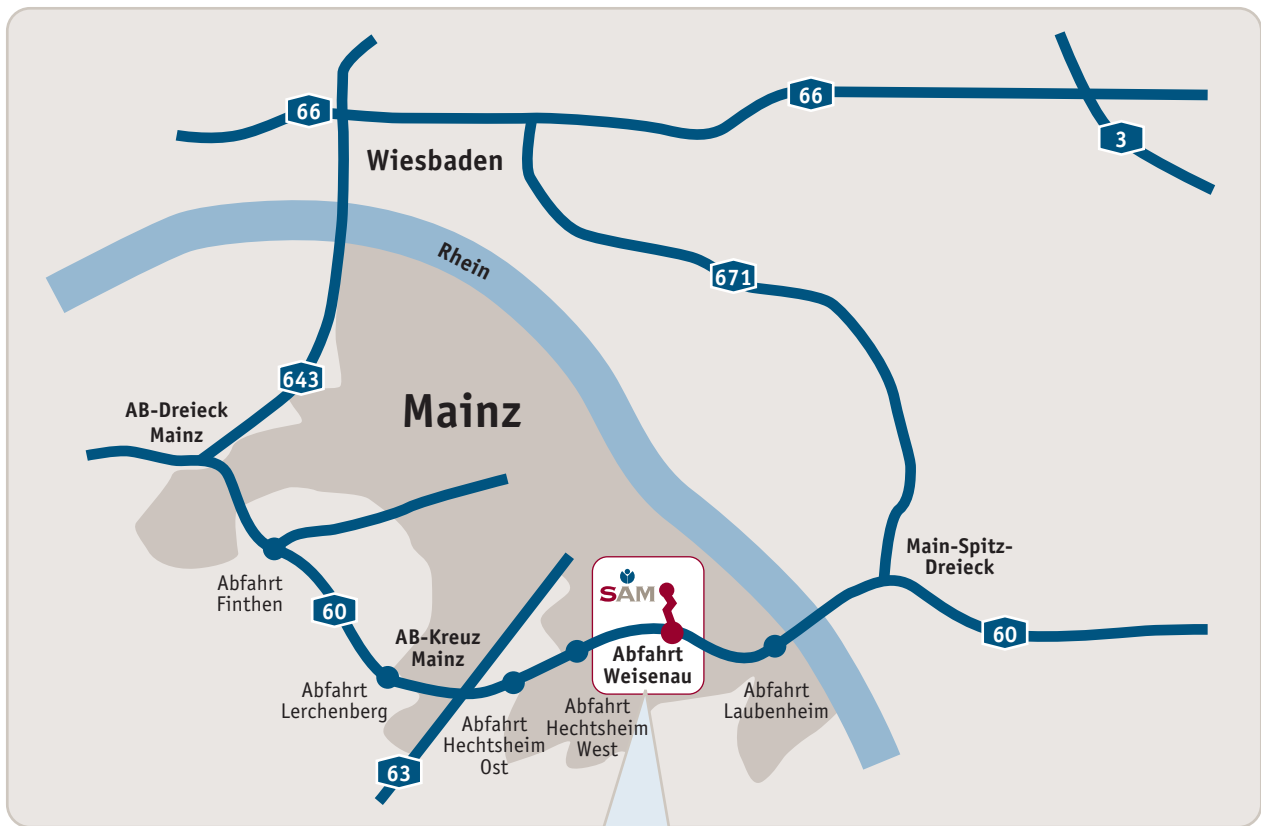 66
66
3
Wiesbaden
Rhein
671
643
AB-Dreieck
Mainz
Mainz
Main-Spitz-
Dreieck
Abfahrt
Finthen
60
SAM
60
AB-Kreuz
Mainz
Abfahrt
Weisenau
Abfahrt
Lerchenberg
Abfahrt
Hechtsheim
Ost
Abfahrt
Hechtsheim
West
Abfahrt
Laubenheim
63